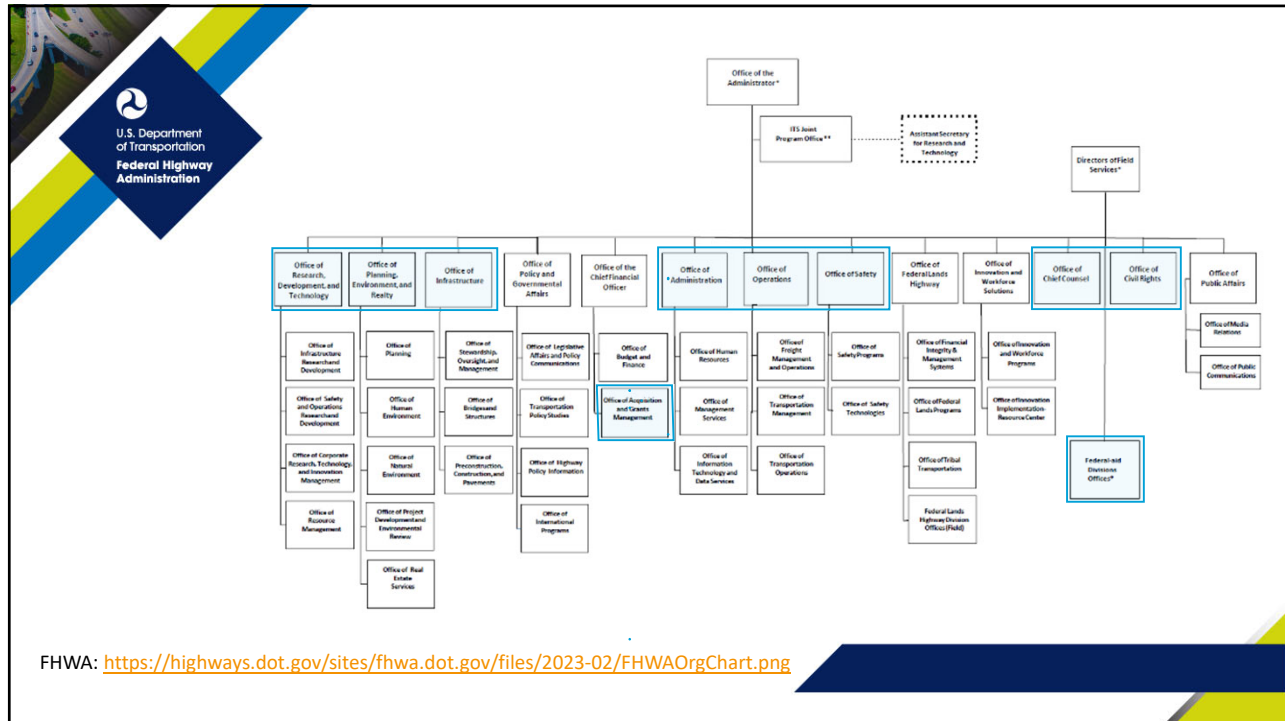 U.S. Department
of Transportation
Federal Highway
Administration
Office of the
Administrator*
ITS Joint
Program Office**
Assistant Secretary
for Research and
Technology
Directors of Field
Services*
Office of
Research,
Development, and
Technology
Office of
Planning,
Environment, and
Realty
Office of
Infrastructure
Office of
Policy and
Governmental
Affairs
Office of the
Chief Financial
Officer
Office of
*Administration
Office of
Operations
Office of Safety
Office of
Federal Lands
Highway
Office of
Innovation and
Workforce
Solutions
Office of
Chief Counsel
Office of
Civil Rights
Office of
Public Affairs
Office of
Infrastructure
Research and
Development
Office of Safety
and Operations
Research and
Development
Office of Corporate
Research, Technology,
and Innovation
Management
Office of
Resource
Management
Office of
Planning
Office of
Human
Environment
Office of
Natural
Environment
Office of Project
Development and
Environmental
Review
Office of Real
Estate
Services
Office of
Stewardship,
Oversight, and
Management
Office of
Bridges and
Structures
Office of
Preconstruction,
Construction, and
Pavements
Office of Legislative
Affairs and Policy
Communications
Office of
Transportation
Policy Studies
Office of Highway
Policy Information
Office of
International
Programs
Office of
Budget and
Finance
Office of Acquisition
and Grants
Management
Office of Human
Resources
Office of
Management
Services
Office of
Information
Technology and
Data Services
Office of
Freight
Management
and Operations
Office of
Transportation
Management
Office of
Transportation
Operations
Office of
Safety Programs
Office of Safety
Technologies
Office of Financial
Integrity &
Management
Systems
Office of Federal
Lands Programs
Office of Tribal
Transportation
Federal Lands
Highway Division
Offices (Field)
Office of Innovation
and Workforce
Programs
Office of Innovation
Implementation-
Resource Center
Federal-aid
Divisions
Offices*
Office of Media
Relations
Office of Public
Communications
FHWA: https://highways.dot.gov/sites/fhwa.dot.gov/files/2023-02/FHWAOrgChart.png